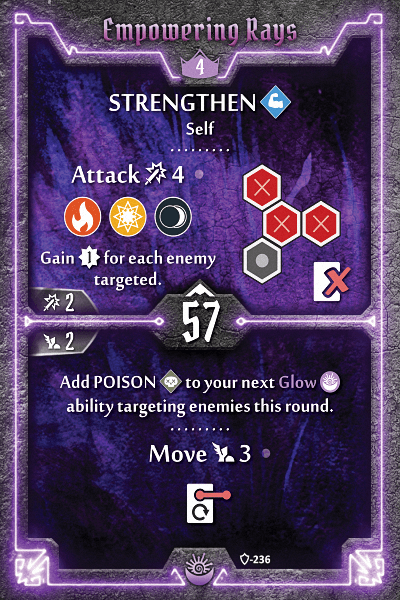 Empowering Rays
4
STRENGTHEN
Self
Attack 4
Gain 1 for each enemy
targeted.
2
57
2
Add POISON to your next Glow
ability targeting enemies this round.
Move 3
-236